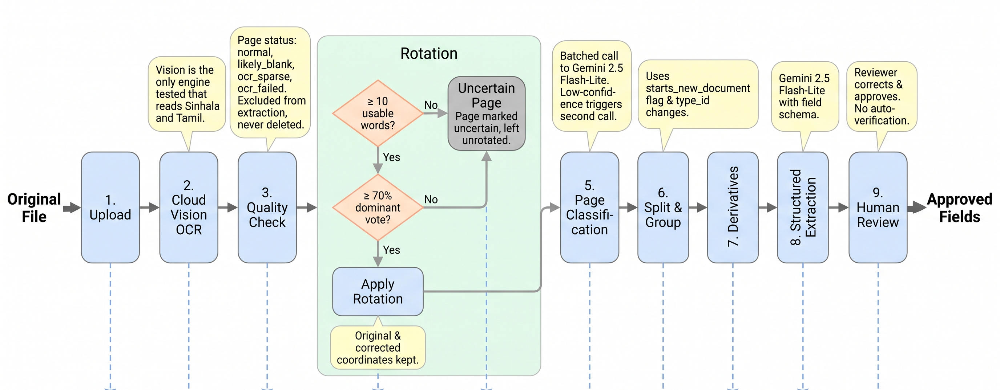 Original
File
1.
Upload
Vision is the
only engine
tested that
reads Sinhala
and Tamil.
2.
Cloud
Vision
OCR
Page status:
normal,
likely_blank,
ocr_sparse,
ocr_failed.
Excluded from
extraction,
never deleted.
3.
Quality
Check
Rotation
≥ 10
usable
words?
No
Uncertain
Page
Page marked
uncertain, left
unrotated.
Yes
≥ 70%
dominant
vote?
No
Yes
Apply
Rotation
Original &
corrected
coordinates kept.
Batched call
to Gemini 2.5
Flash-Lite.
Low-confid-
ence triggers
second call.
5.
Page
Classifi-
cation
Uses
starts_new_document
flag & type_id
changes.
6.
Split &
Group
7. Derivatives
Gemini 2.5
Flash-Lite
with field
schema.
8. Structured
Extraction
Reviewer
corrects &
approves.
No auto-
verification.
9.
Human
Review
Approved
Fields